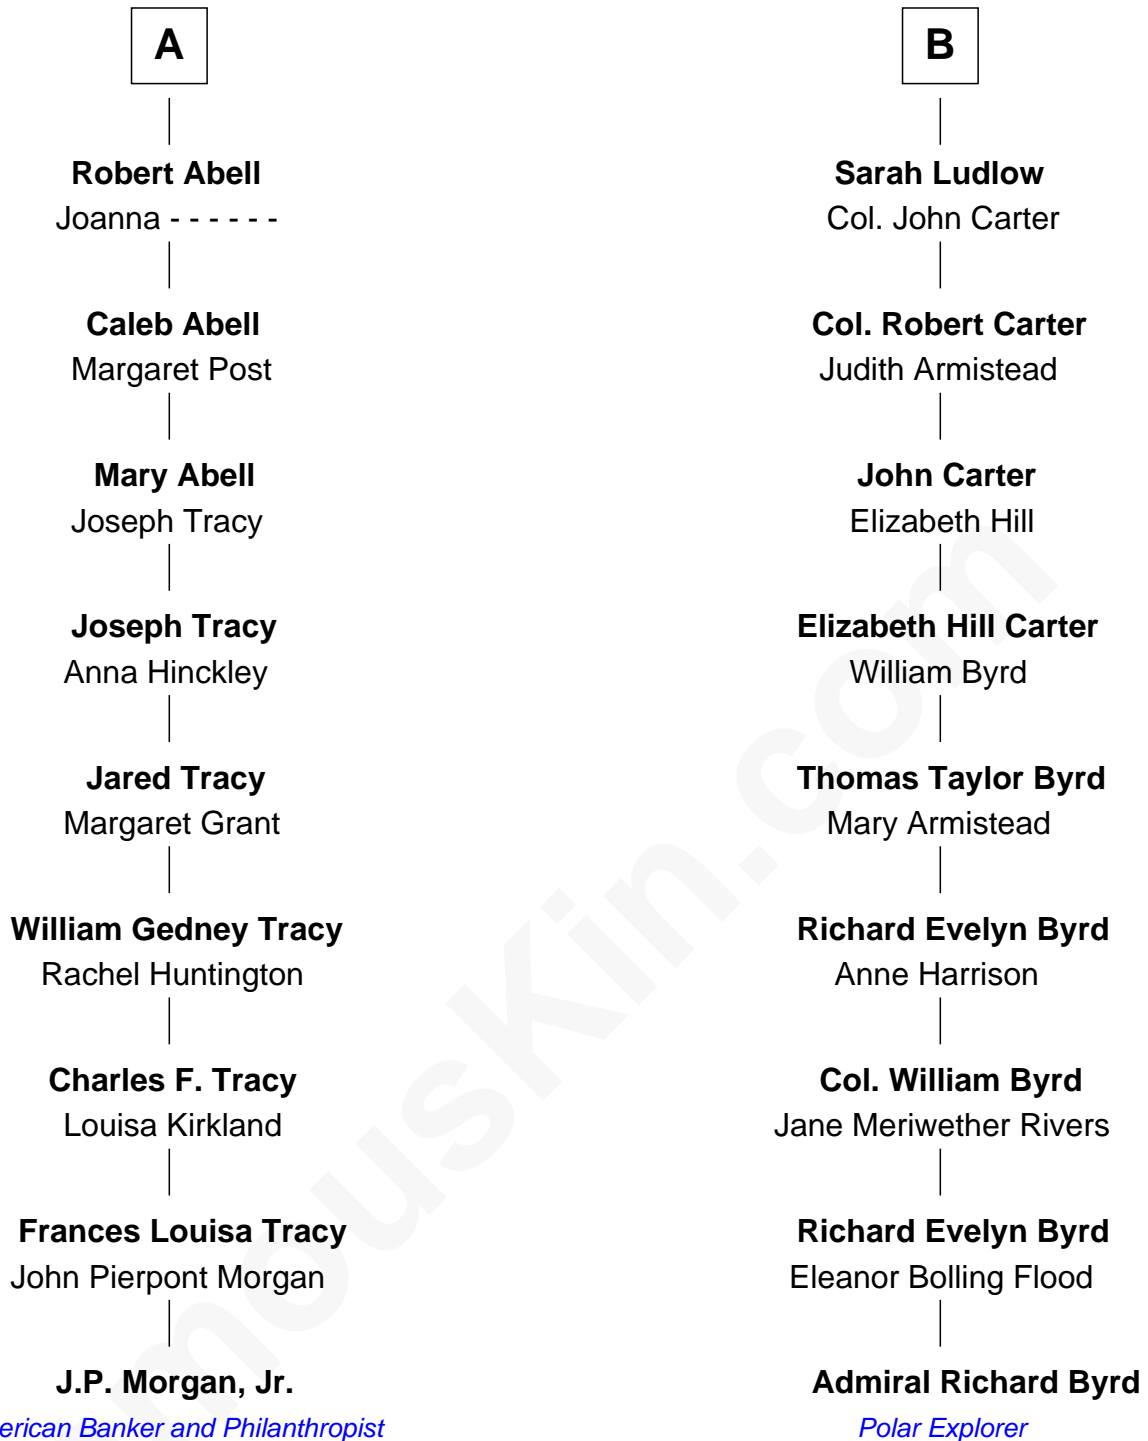 A
Robert Abell
Joanna - - - - - -
Caleb Abell
Margaret Post
Mary Abell
Joseph Tracy
Joseph Tracy
Anna Hinckley
Jared Tracy
Margaret Grant
William Gedney Tracy
Rachel Huntington
Charles F. Tracy
Louisa Kirkland
Frances Louisa Tracy
John Pierpont Morgan
J.P. Morgan, Jr.
erican Banker and Philanthropist
B
Sarah Ludlow
Col. John Carter
Col. Robert Carter
Judith Armistead
John Carter
Elizabeth Hill
Elizabeth Hill Carter
William Byrd
Thomas Taylor Byrd
Mary Armistead
Richard Evelyn Byrd
Anne Harrison
Col. William Byrd
Jane Meriwether Rivers
Richard Evelyn Byrd
Eleanor Bolling Flood
Admiral Richard Byrd
Polar Explorer
mousKin.com